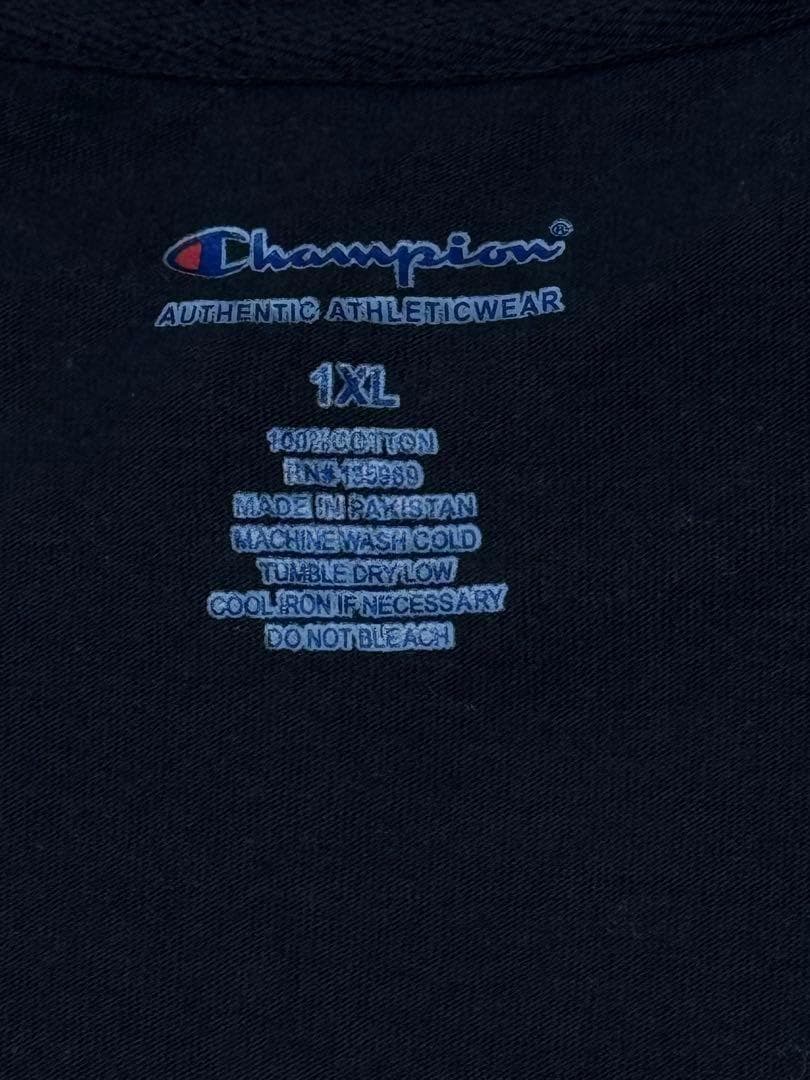 Champion®
AUTHENTIC ATHLETICWEAR
1XL
100% COTTON
MADE IN PAKISTAN
MACHINE WASH COLD
TUMBLE DRY LOW
COOL IRON IF NECESSARY
DO NOT BLEACH